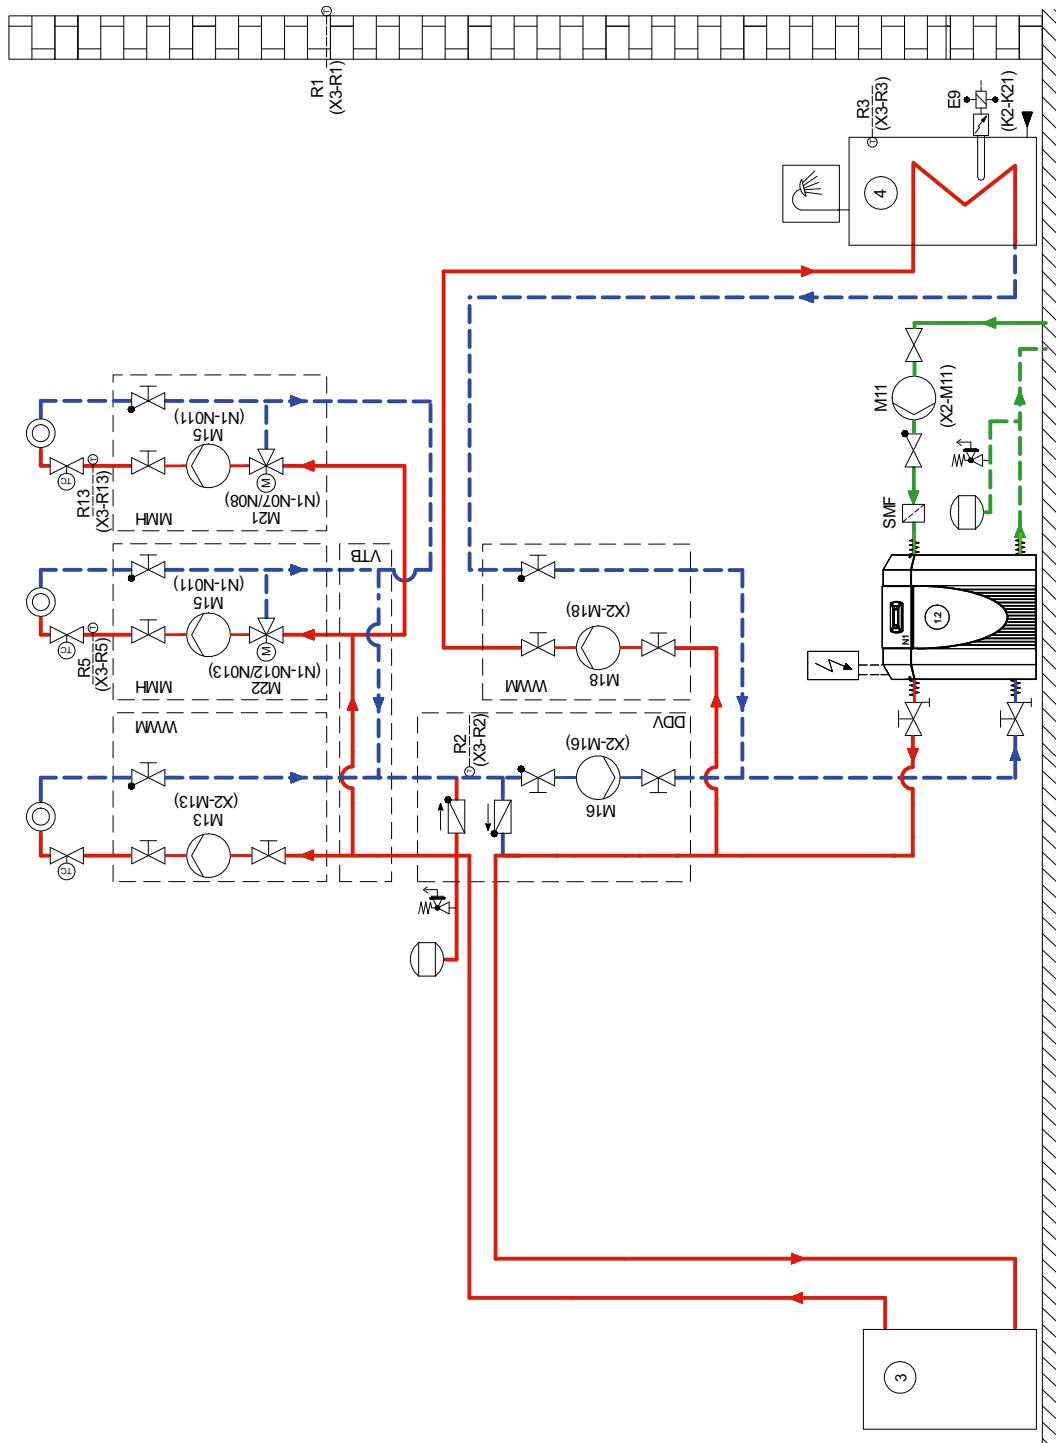 R1
(X3-R1)
R3
(X3-R3)
E9
(K2-K21)
T
T
4
TC
T
R13
(X3-R13)
M15
(N1-N011)
M
M21
(N1-N07/N08)
MMH
TC
T
R5
(X3-R5)
M15
(N1-N011)
M
M22
(N1-N012/N013)
MMH
VTB
TC
WWM
M13
(X2-M13)
M18
(X2-M18)
WWM
T
R2
(X3-R2)
DDV
M16
(X2-M16)
M11
(X2-M11)
SMF
N1
1.2
3